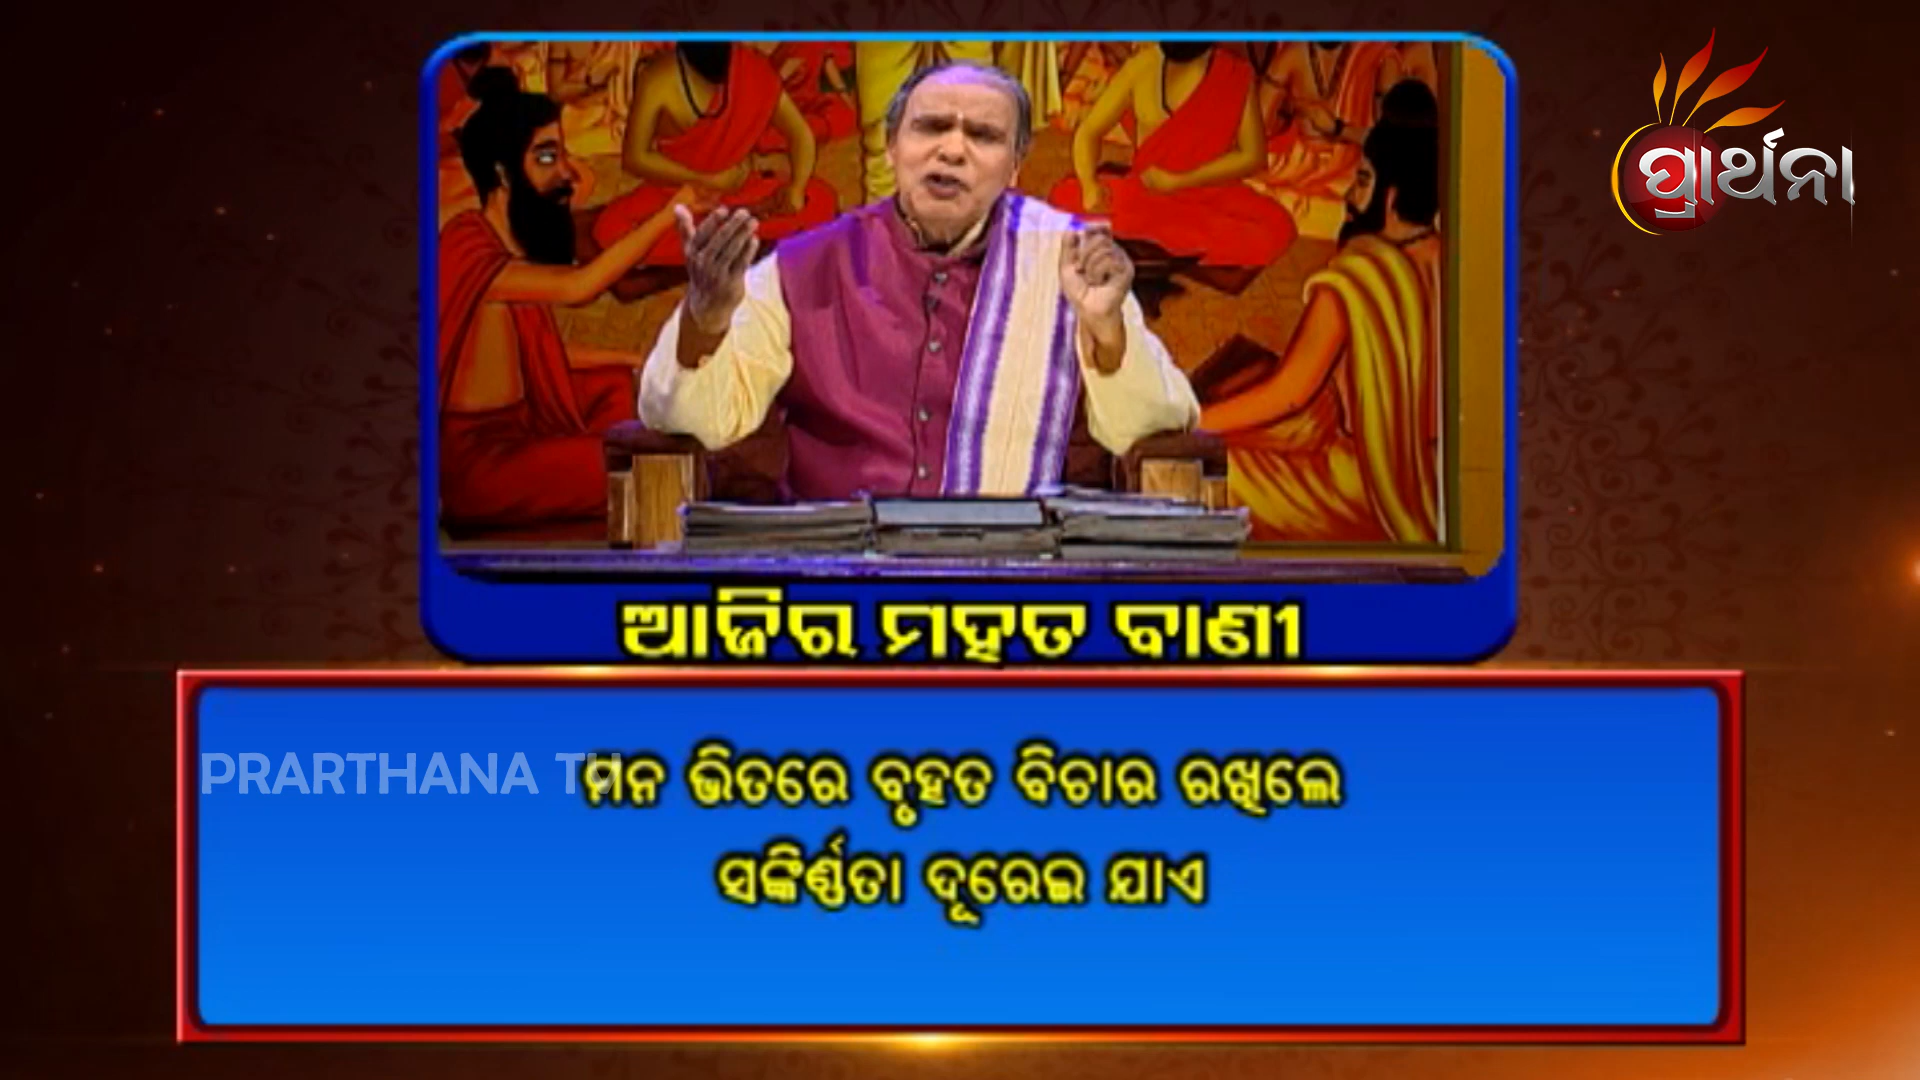 ପ୍ରାର୍ଥନା
ଆଜିର ମହତ ବାଣୀ
PRARTHANA TV
ମନ ଭିତରେ ବୃହତ ବିଚାର ରଖିଲେ
ସଙ୍କିର୍ଣ୍ଣତା ଦୂରେଇ ଯାଏ